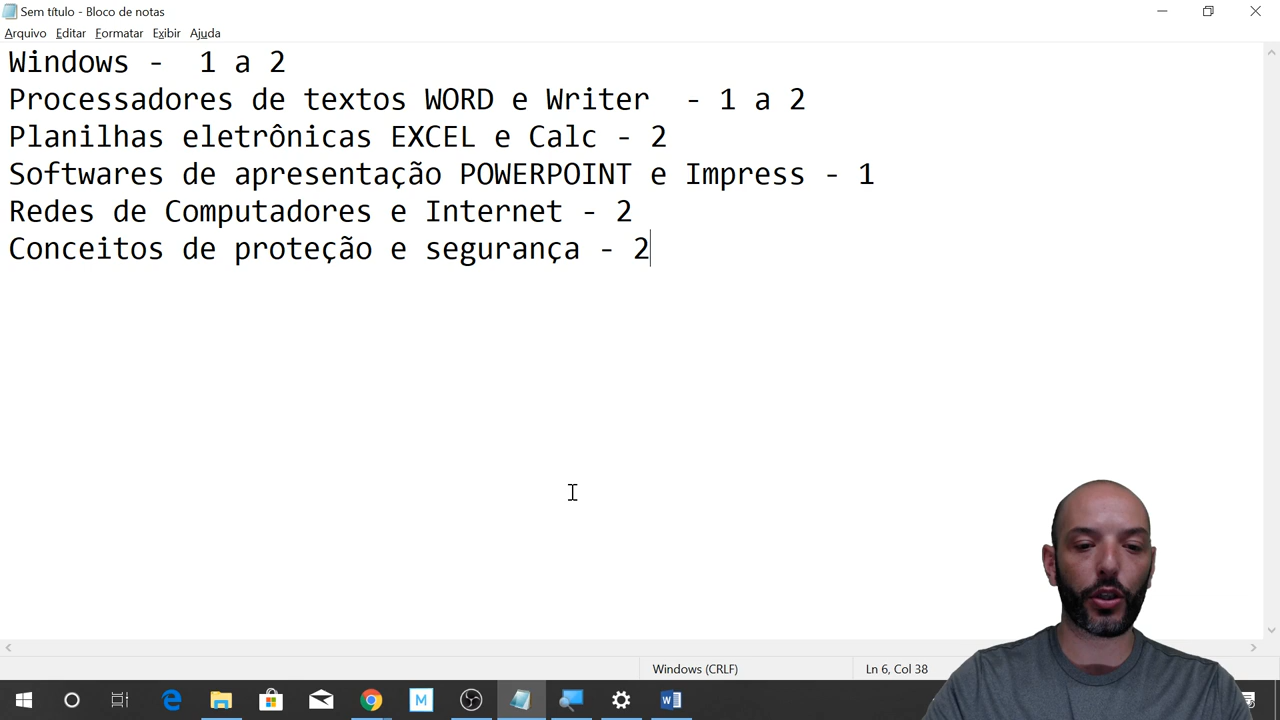 Sem título - Bloco de notas
Arquivo Editar Formatar Exibir Ajuda
Windows -  1 a 2
Processadores de textos WORD e Writer  - 1 a 2
Planilhas eletrônicas EXCEL e Calc - 2
Softwares de apresentação POWERPOINT e Impress - 1
Redes de Computadores e Internet - 2
Conceitos de proteção e segurança - 2
Windows (CRLF) Ln 6, Col 38
M